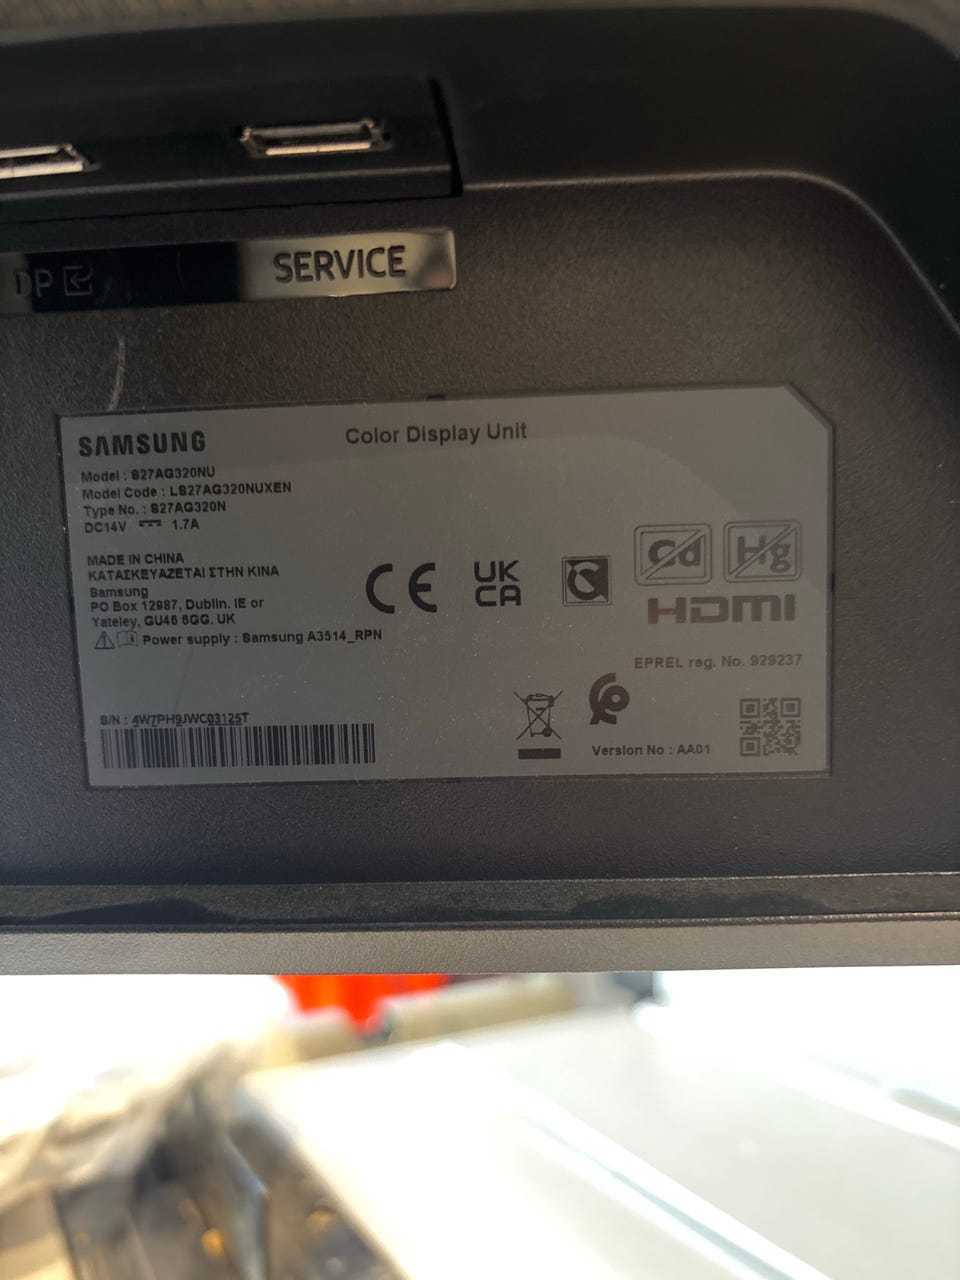 DP
SERVICE
SAMSUNG
Color Display Unit
Model : S27AG320NU
Model Code : LS27AG320NUXEN
Type No. : S27AG320N
DC14V ⎓ 1.7A
MADE IN CHINA
ΚΑΤΑΣΚΕΥΑΖΕΤΑΙ ΣΤΗΝ ΚΙΝΑ
Samsung
PO Box 12987, Dublin. IE or
Yateley, GU46 6GG. UK
Power supply : Samsung A3514_RPN
CE
UK
CA
Cd
Hg
HDMI
EPREL reg. No. 929237
S/N : 4W7PH9JWC03125T
Version No : AA01